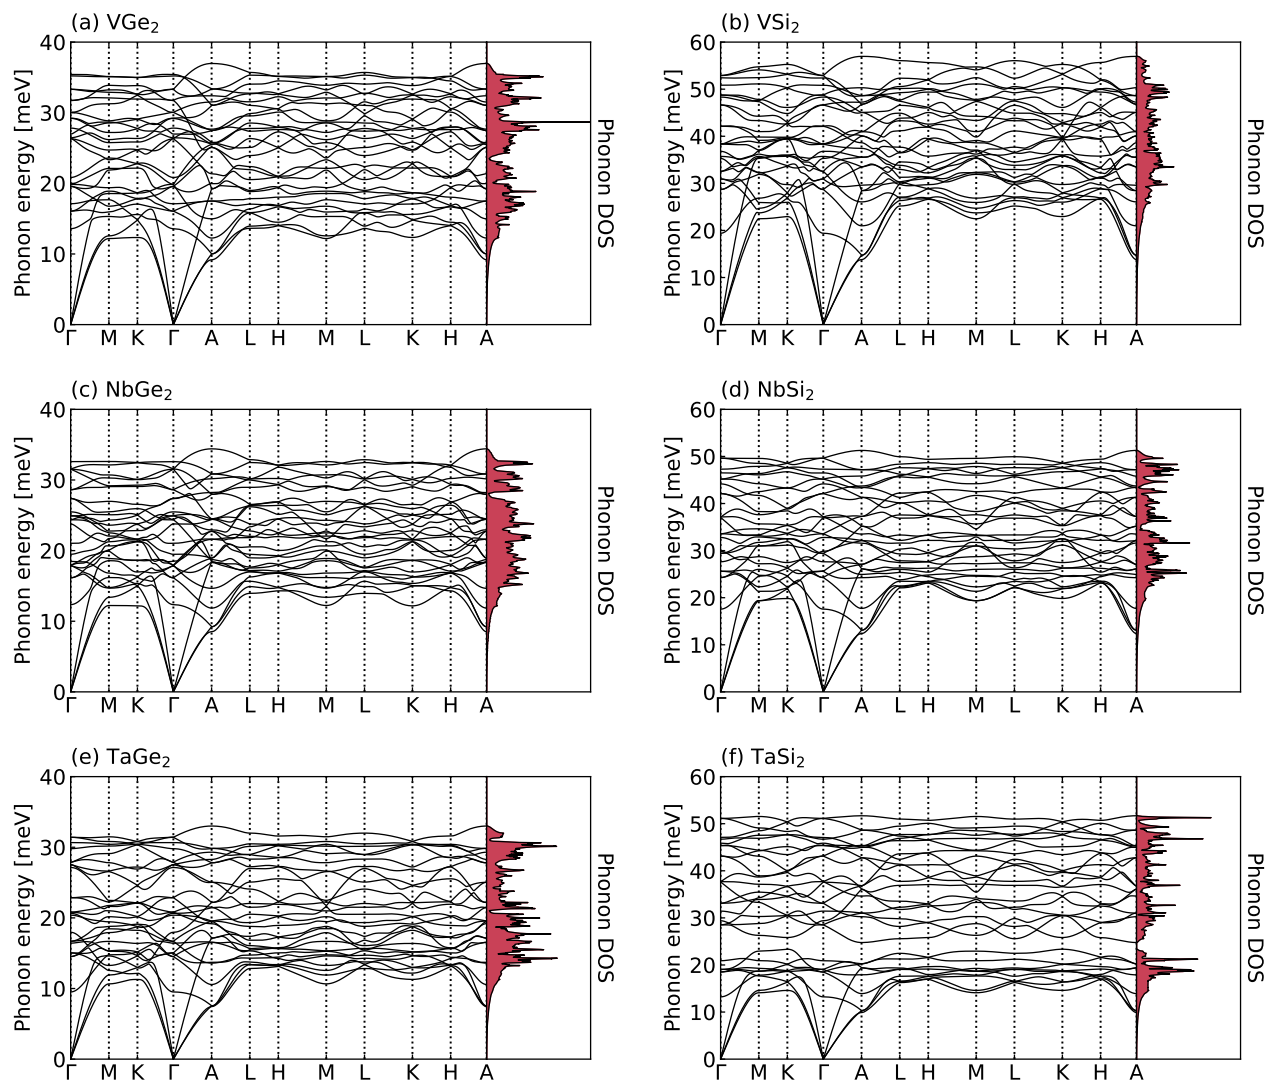 (a) VGe₂
Phonon energy [meV]
40
30
20
10
0
Γ M K Γ A L H M L K H A
Phonon DOS
(b) VSi₂
Phonon energy [meV]
60
50
40
30
20
10
0
Γ M K Γ A L H M L K H A
Phonon DOS
(c) NbGe₂
Phonon energy [meV]
40
30
20
10
0
Γ M K Γ A L H M L K H A
Phonon DOS
(d) NbSi₂
Phonon energy [meV]
60
50
40
30
20
10
0
Γ M K Γ A L H M L K H A
Phonon DOS
(e) TaGe₂
Phonon energy [meV]
40
30
20
10
0
Γ M K Γ A L H M L K H A
Phonon DOS
(f) TaSi₂
Phonon energy [meV]
60
50
40
30
20
10
0
Γ M K Γ A L H M L K H A
Phonon DOS